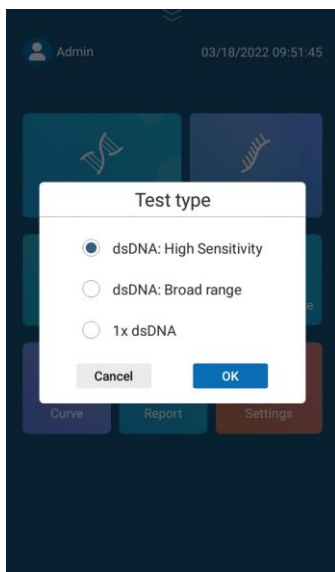 Admin
03/18/2022 09:51:45
Test type
dsDNA: High Sensitivity
dsDNA: Broad range
1x dsDNA
Cancel
OK
Curve
Report
Settings